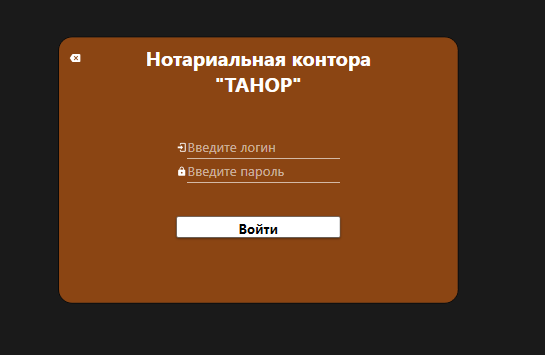 Нотариальная контора
"ТАНОР"
Введите логин
Введите пароль
Войти